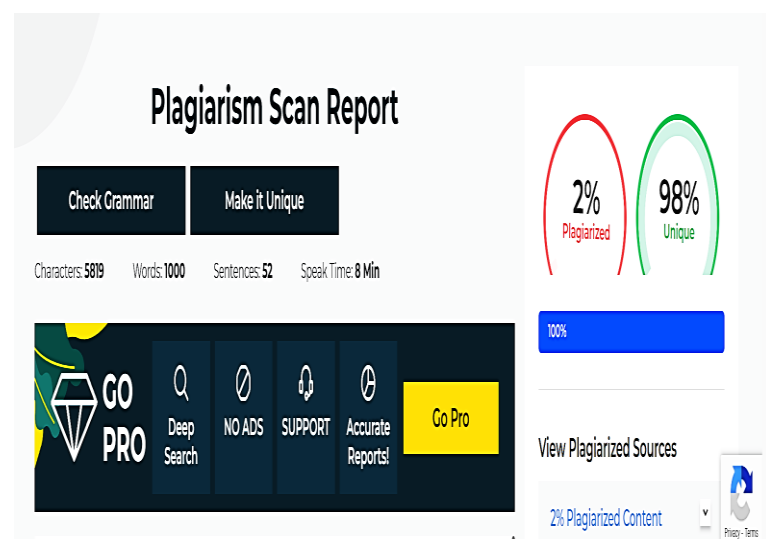 Plagiarism Scan Report
Check Grammar
Make it Unique
Characters: 5819 Words: 1000 Sentences: 52 Speak Time: 8 Min
GO
PRO
Deep
Search
NO ADS
SUPPORT
Accurate
Reports!
Go Pro
2%
Plagiarized
98%
Unique
100%
View Plagiarized Sources
2% Plagiarized Content
Privacy - Terms